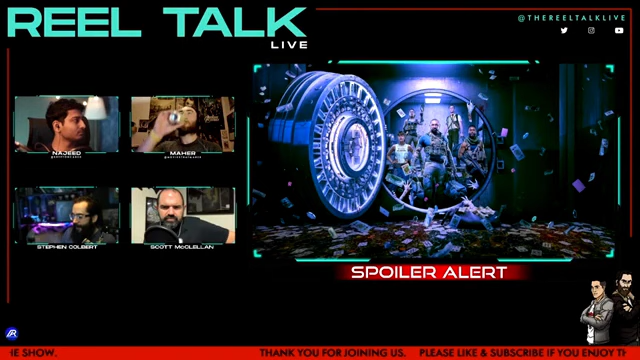 REEL TALK
LIVE
@THEREELTALKLIVE
NAJEED
MAHER
STEPHEN COLBERT
SCOTT McCLELLAN
SPOILER ALERT
HE SHOW.
THANK YOU FOR JOINING US.
PLEASE LIKE & SUBSCRIBE IF YOU ENJOY T